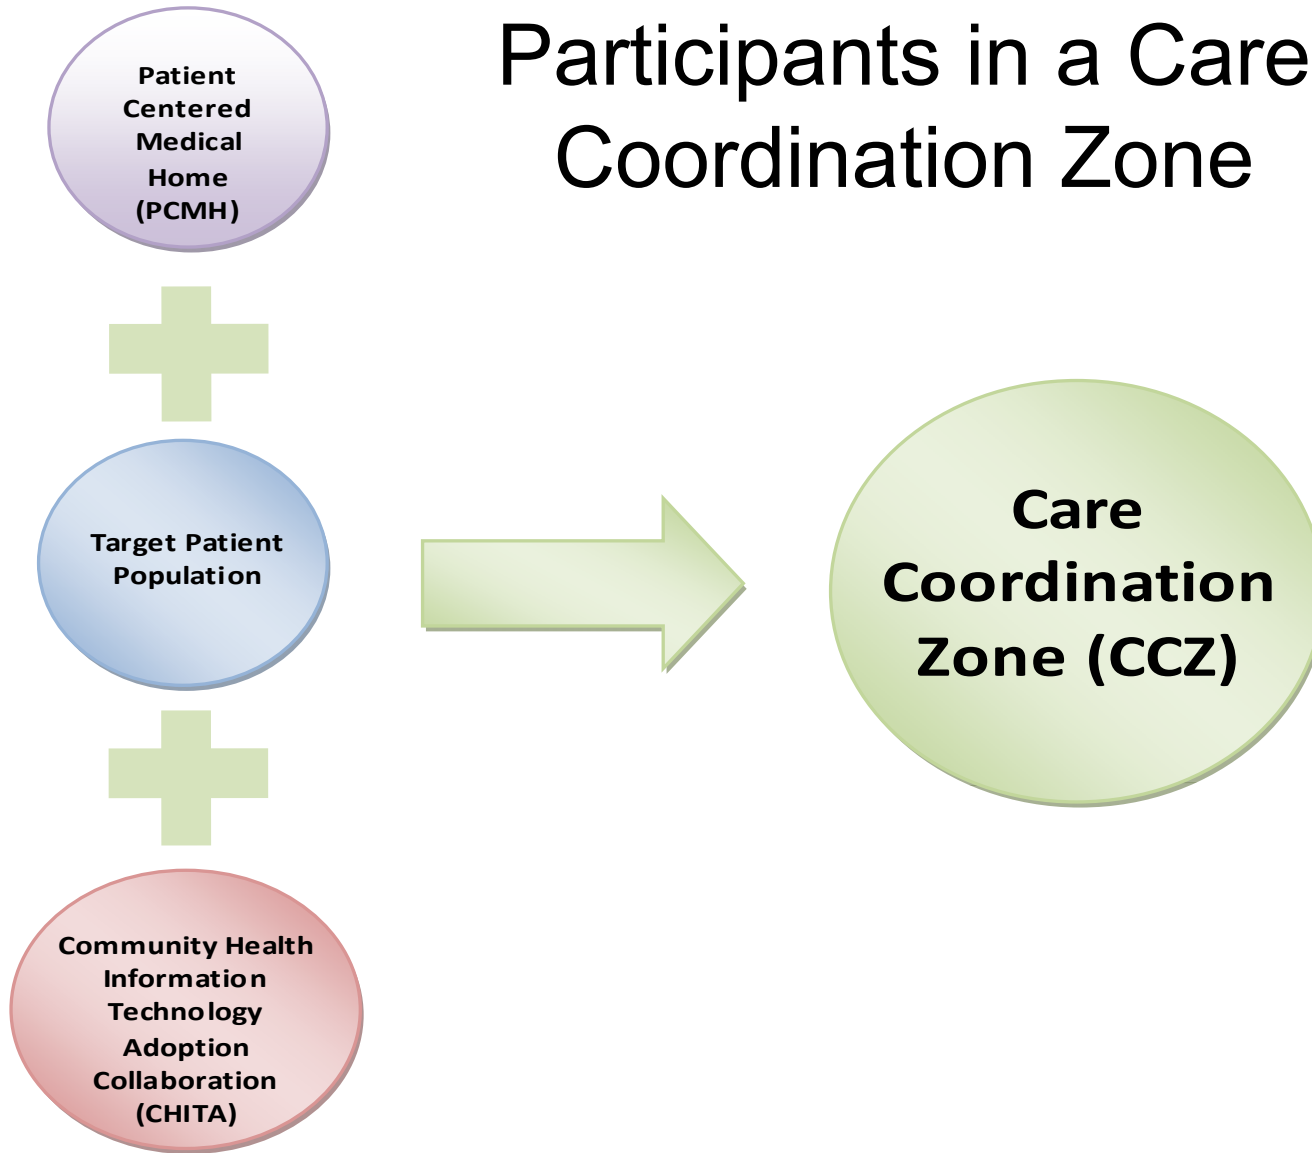 Participants in a Care
Coordination Zone
Patient
Centered
Medical
Home
(PCMH)
Target Patient
Population
Community Health
Information
Technology
Adoption
Collaboration
(CHITA)
Care
Coordination
Zone (CCZ)